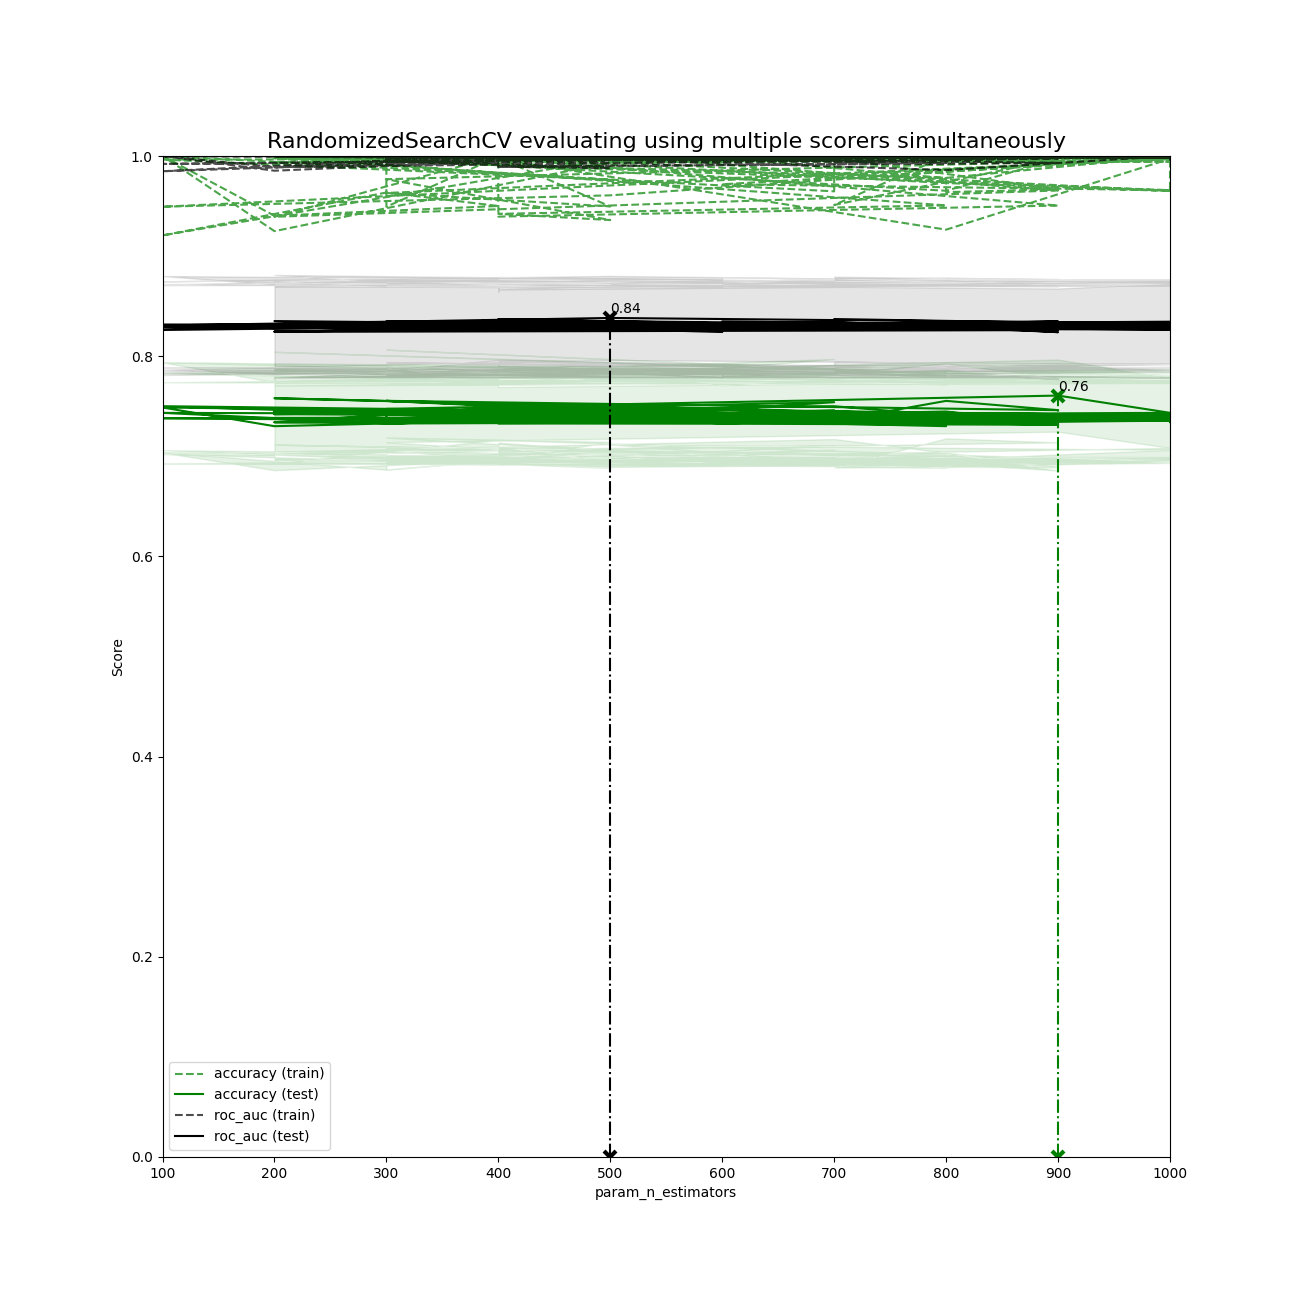 RandomizedSearchCV evaluating using multiple scorers simultaneously
1.0
0.84
0.8
0.76
0.6
Score
0.4
0.2
accuracy (train)
accuracy (test)
roc_auc (train)
roc_auc (test)
0.0
100 200 300 400 500 600 700 800 900 1000
param_n_estimators